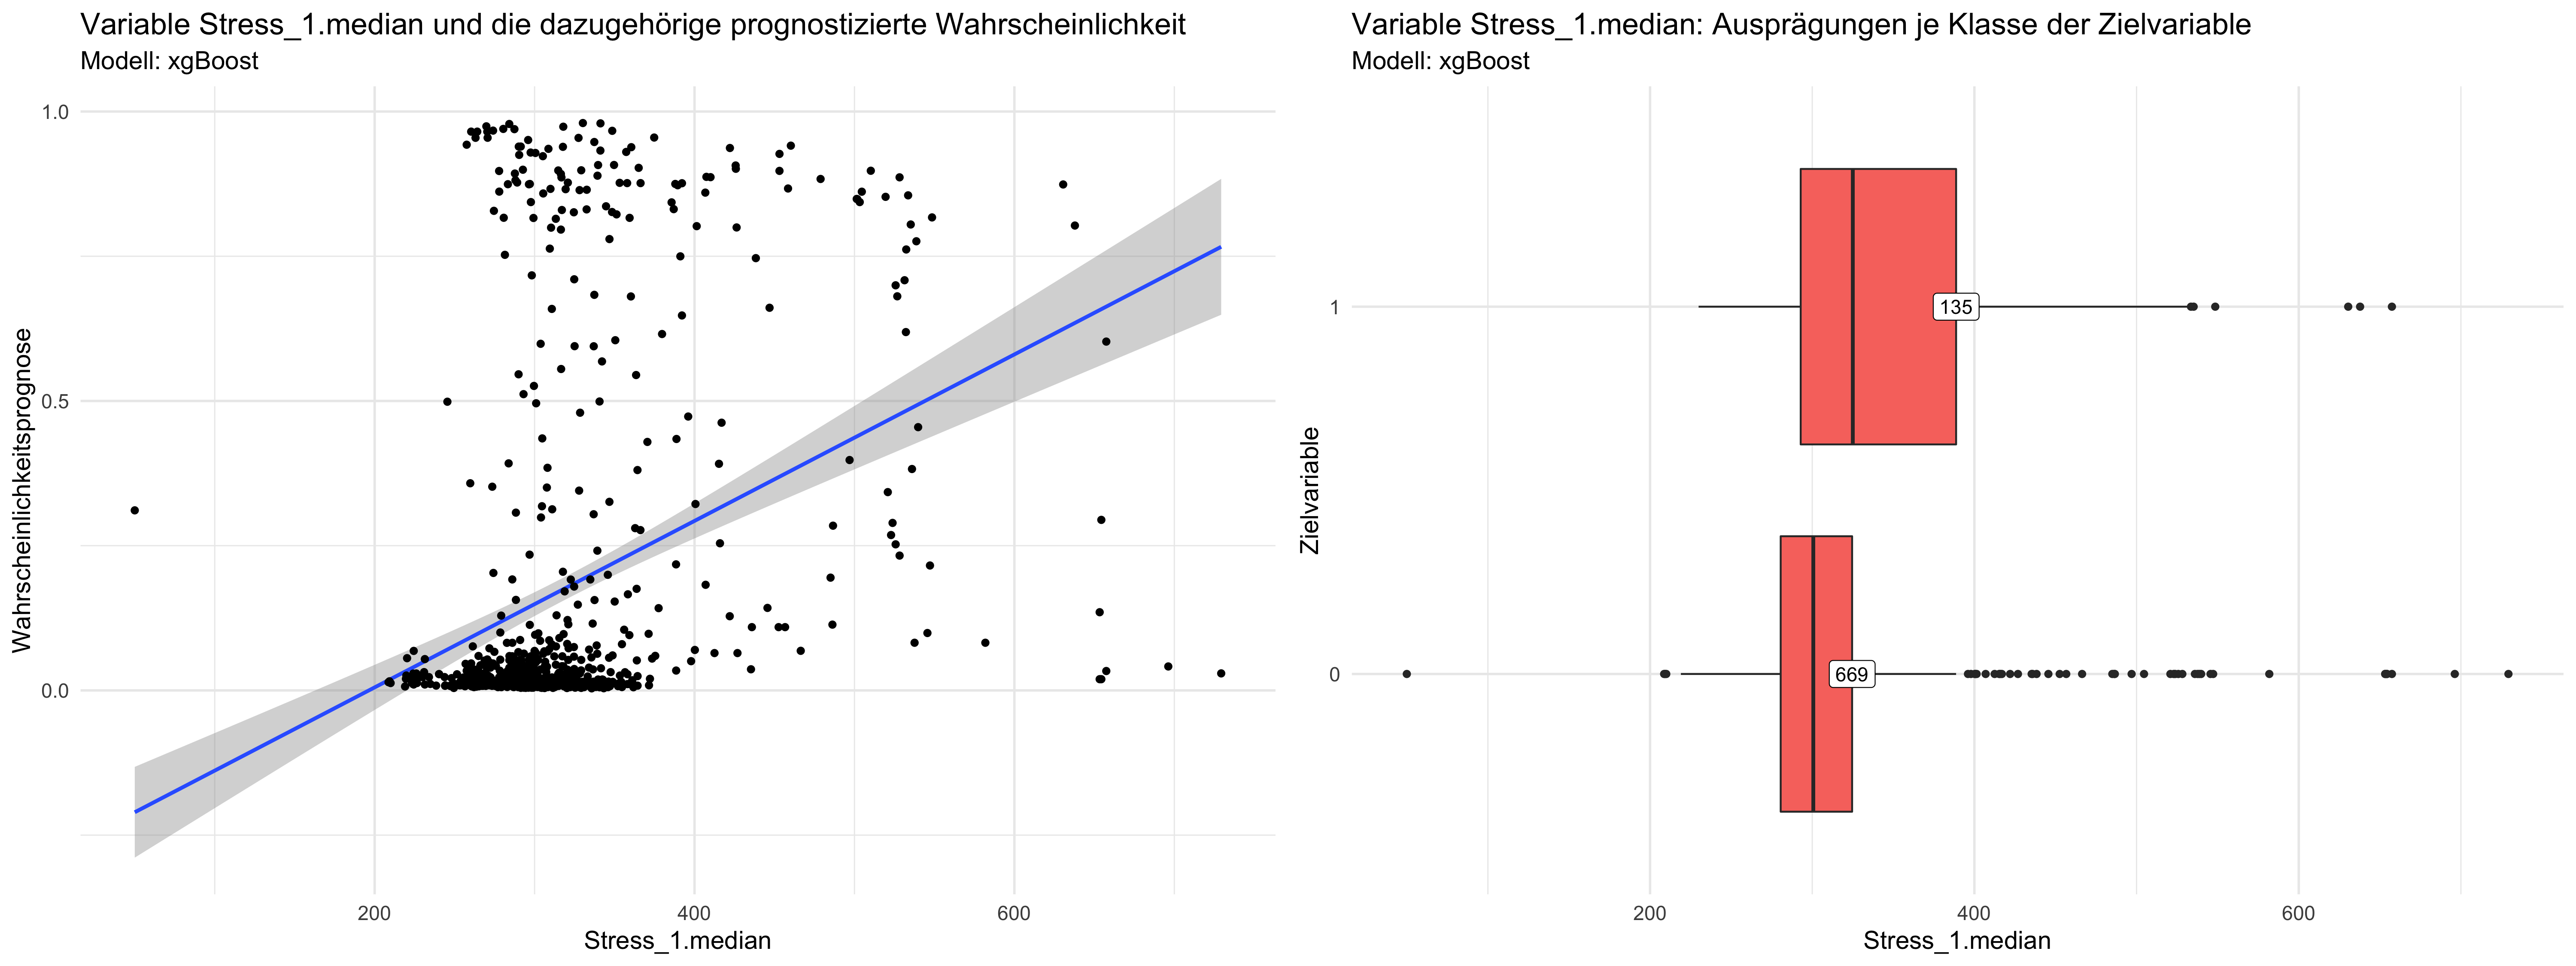 Variable Stress_1.median und die dazugehörige prognostizierte Wahrscheinlichkeit
Modell: xgBoost
Wahrscheinlichkeitsprognose
1.0
0.5
0.0
200
400
600
Stress_1.median
Variable Stress_1.median: Ausprägungen je Klasse der Zielvariable
Modell: xgBoost
Zielvariable
1
0
135
669
200
400
600
Stress_1.median